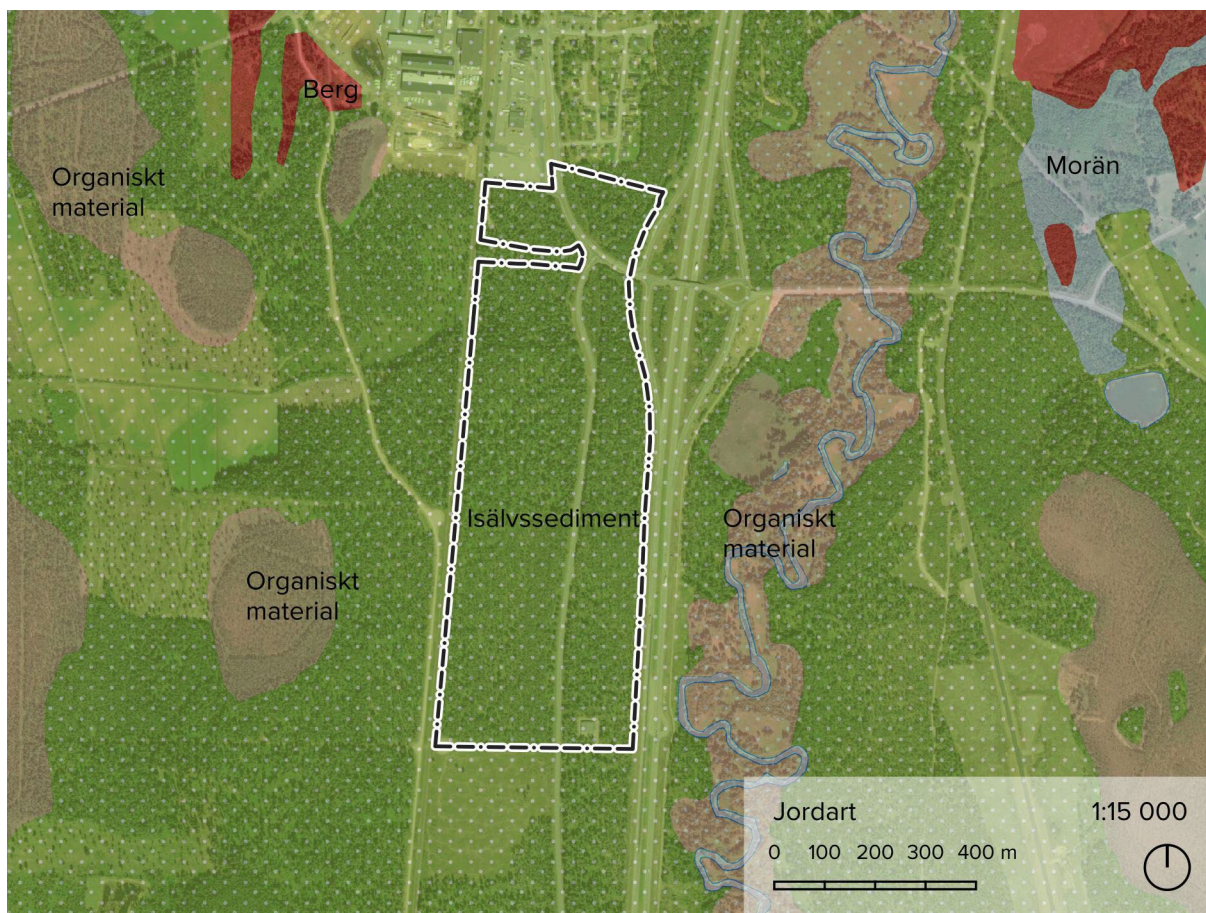 Berg
Organiskt
material
Morän
Isälvssediment
Organiskt
material
Organiskt
material
Jordart
1:15 000
0 100 200 300 400 m